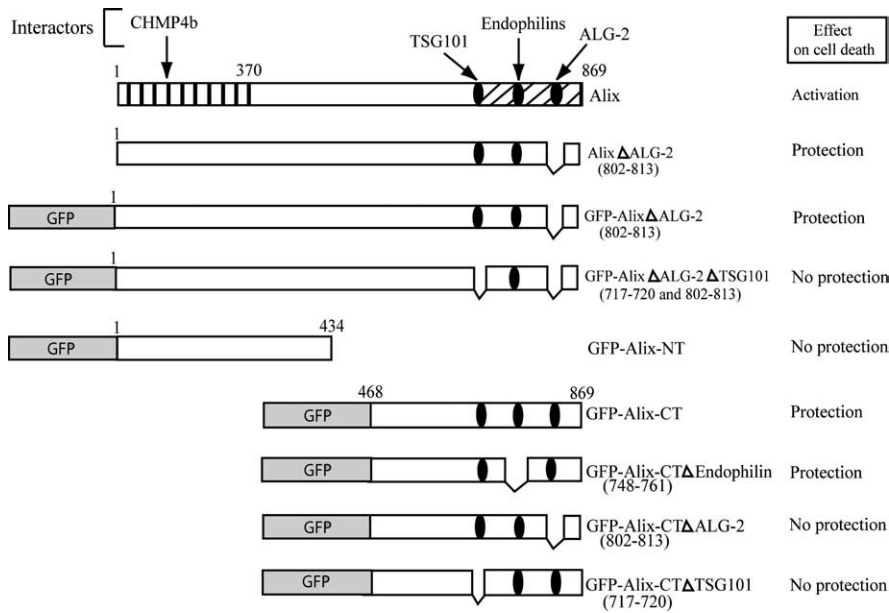 Interactors
CHMP4b
TSG101
Endophilins
ALG-2
Effect
on cell death
1
370
869
Alix
Activation
1
Alix ΔALG-2
(802-813)
Protection
1
GFP
GFP-AlixΔALG-2
(802-813)
Protection
1
GFP
GFP-Alix ΔALG-2 ΔTSG101
(717-720 and 802-813)
No protection
1
434
GFP
GFP-Alix-NT
No protection
468
869
GFP
GFP-Alix-CT
Protection
GFP
GFP-Alix-CTΔEndophilin
(748-761)
Protection
GFP
GFP-Alix-CTΔALG-2
(802-813)
No protection
GFP
GFP-Alix-CTΔTSG101
(717-720)
No protection